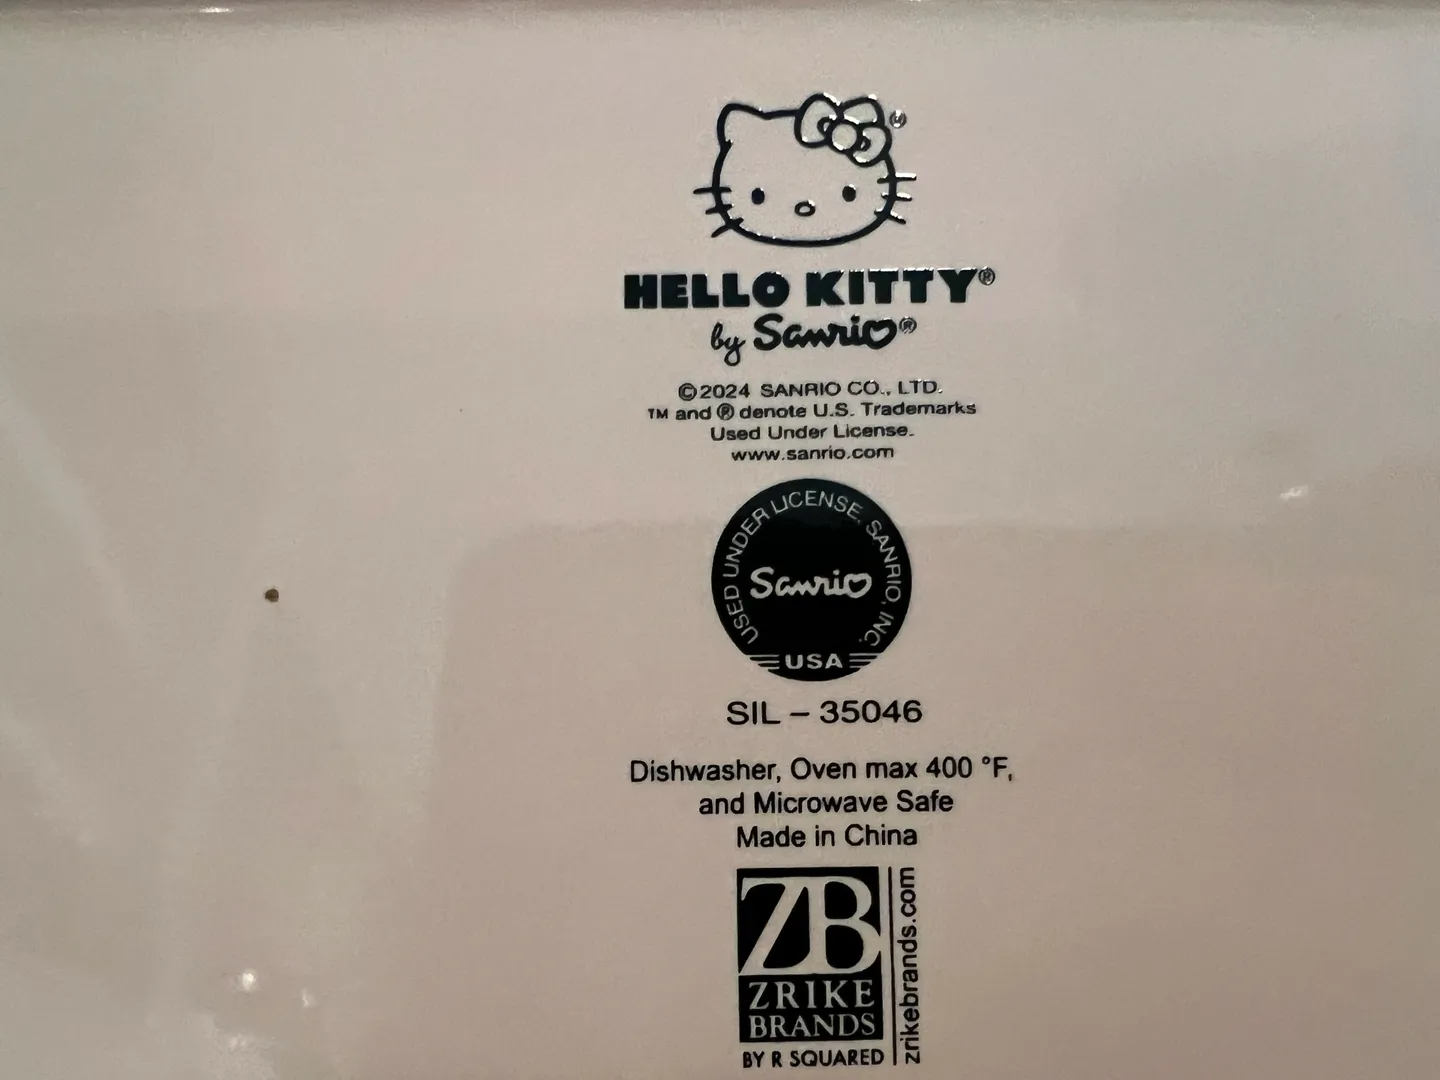 ®
HELLO KITTY®
by Sanrio®
©2024 SANRIO CO., LTD.
TM and ® denote U.S. Trademarks
Used Under License.
www.sanrio.com
USED UNDER LICENSE. SANRIO, INC.
Sanrio
USA
SIL – 35046
Dishwasher, Oven max 400 °F,
and Microwave Safe
Made in China
ZB
ZRIKE
BRANDS
BY R SQUARED
zrikebrands.com